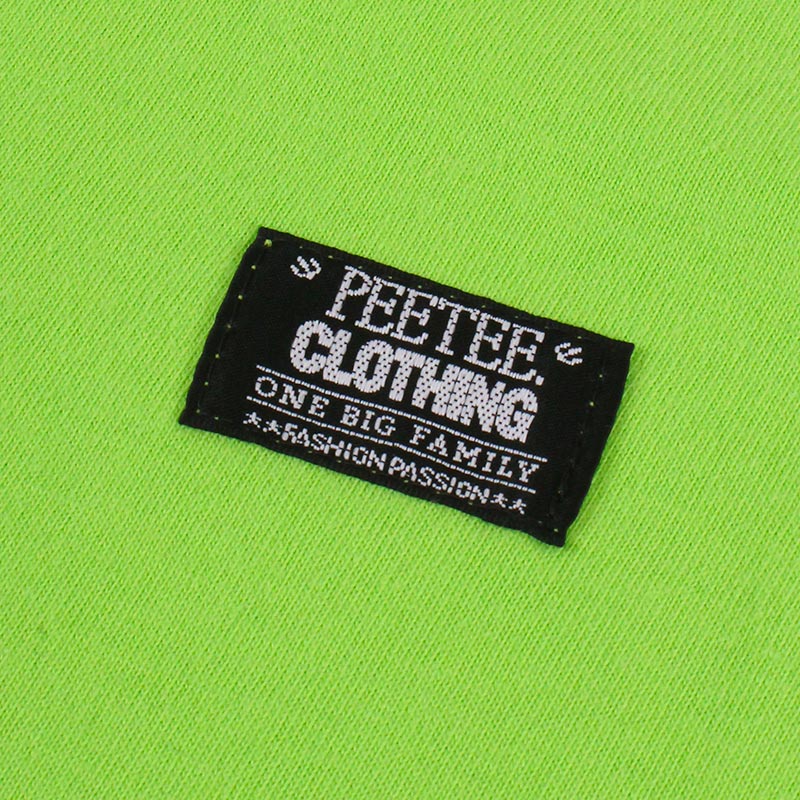 PEETEE.
CLOTHING
ONE BIG FAMILY
**FASHION PASSION**